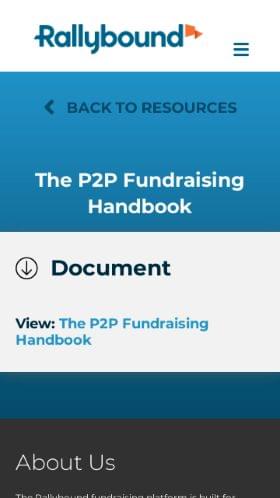 Rallybound
BACK TO RESOURCES
The P2P Fundraising
Handbook
Document
View: The P2P Fundraising
Handbook
About Us
The Rallybound fundraising platform is built for